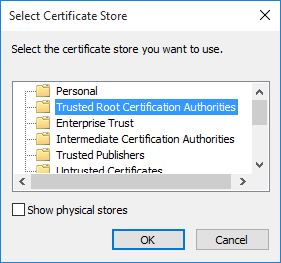 Select Certificate Store
Select the certificate store you want to use.
Personal
Trusted Root Certification Authorities
Enterprise Trust
Intermediate Certification Authorities
Trusted Publishers
Untrusted Certificates
Show physical stores
OK
Cancel